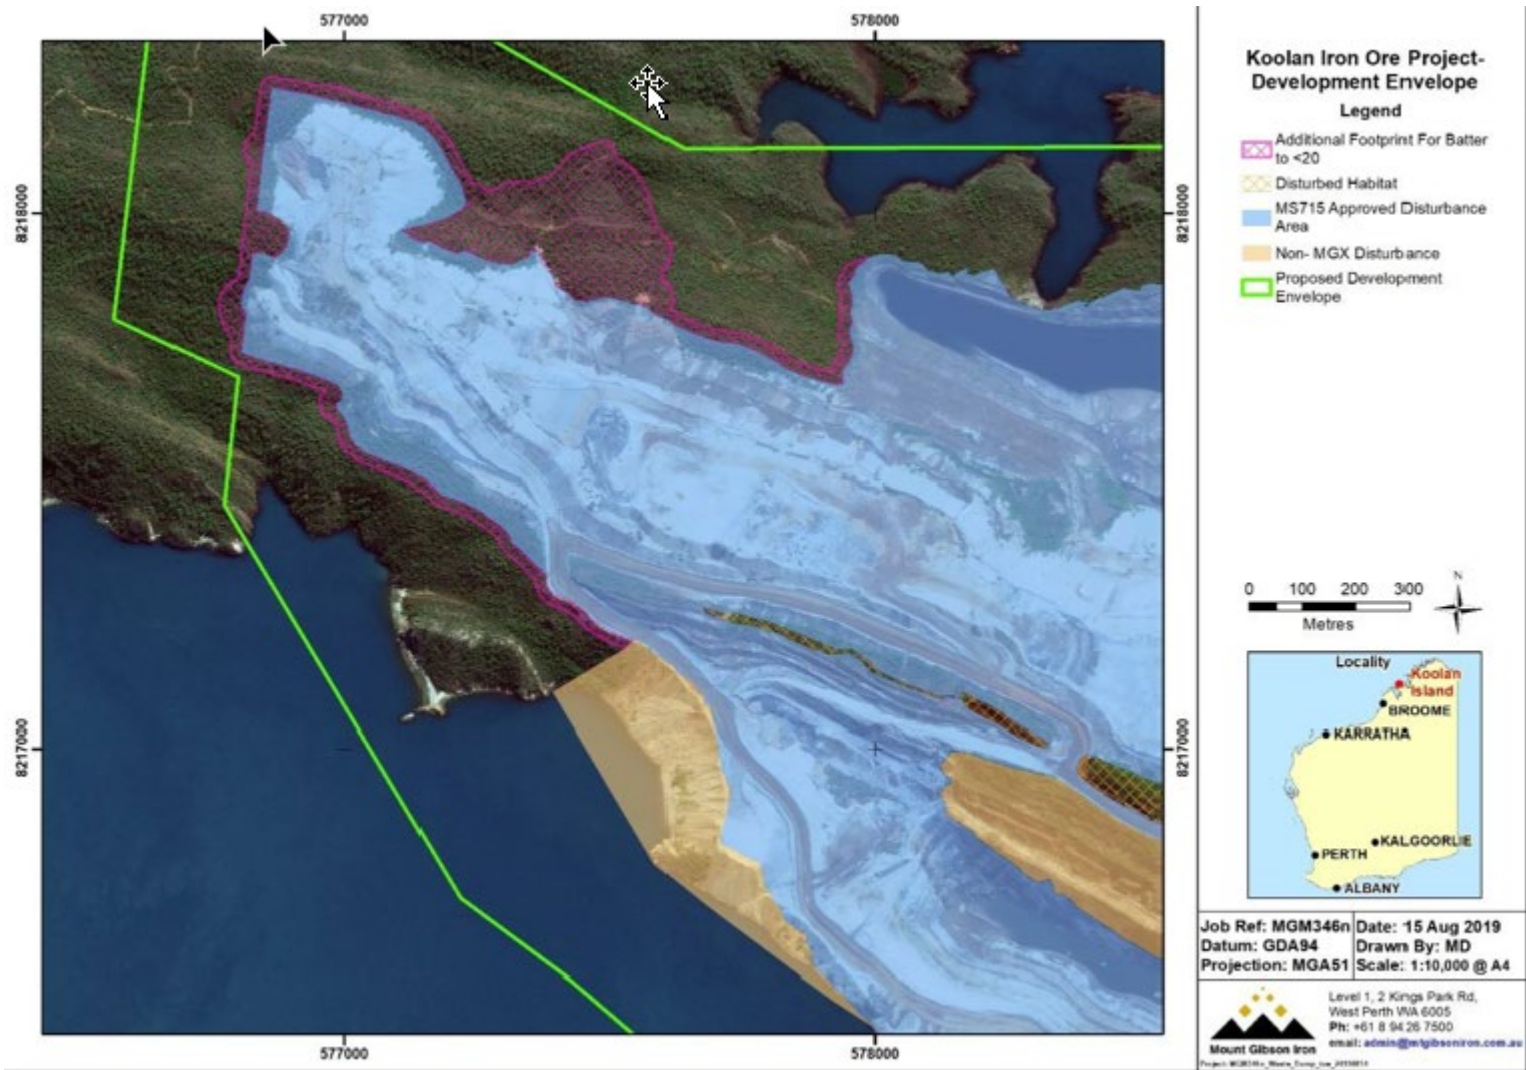 577000
578000
8218000
8218000
8217000
8217000
577000
578000
Koolan Iron Ore Project-
Development Envelope
Legend
Additional Footprint For Batter
to <20
Disturbed Habitat
MS715 Approved Disturbance
Area
Non- MGX Disturbance
Proposed Development
Envelope
0 100 200 300
Metres
N
Locality
Koolan
Island
BROOME
KARRATHA
KALGOORLIE
PERTH
ALBANY
Job Ref: MGM346n
Date: 15 Aug 2019
Datum: GDA94
Drawn By: MD
Projection: MGA51
Scale: 1:10,000 @ A4
Mount Gibson Iron
Level 1, 2 Kings Park Rd,
West Perth WA 6005
Ph: +61 8 9426 7500
email: admin@mtgibsoniron.com.au